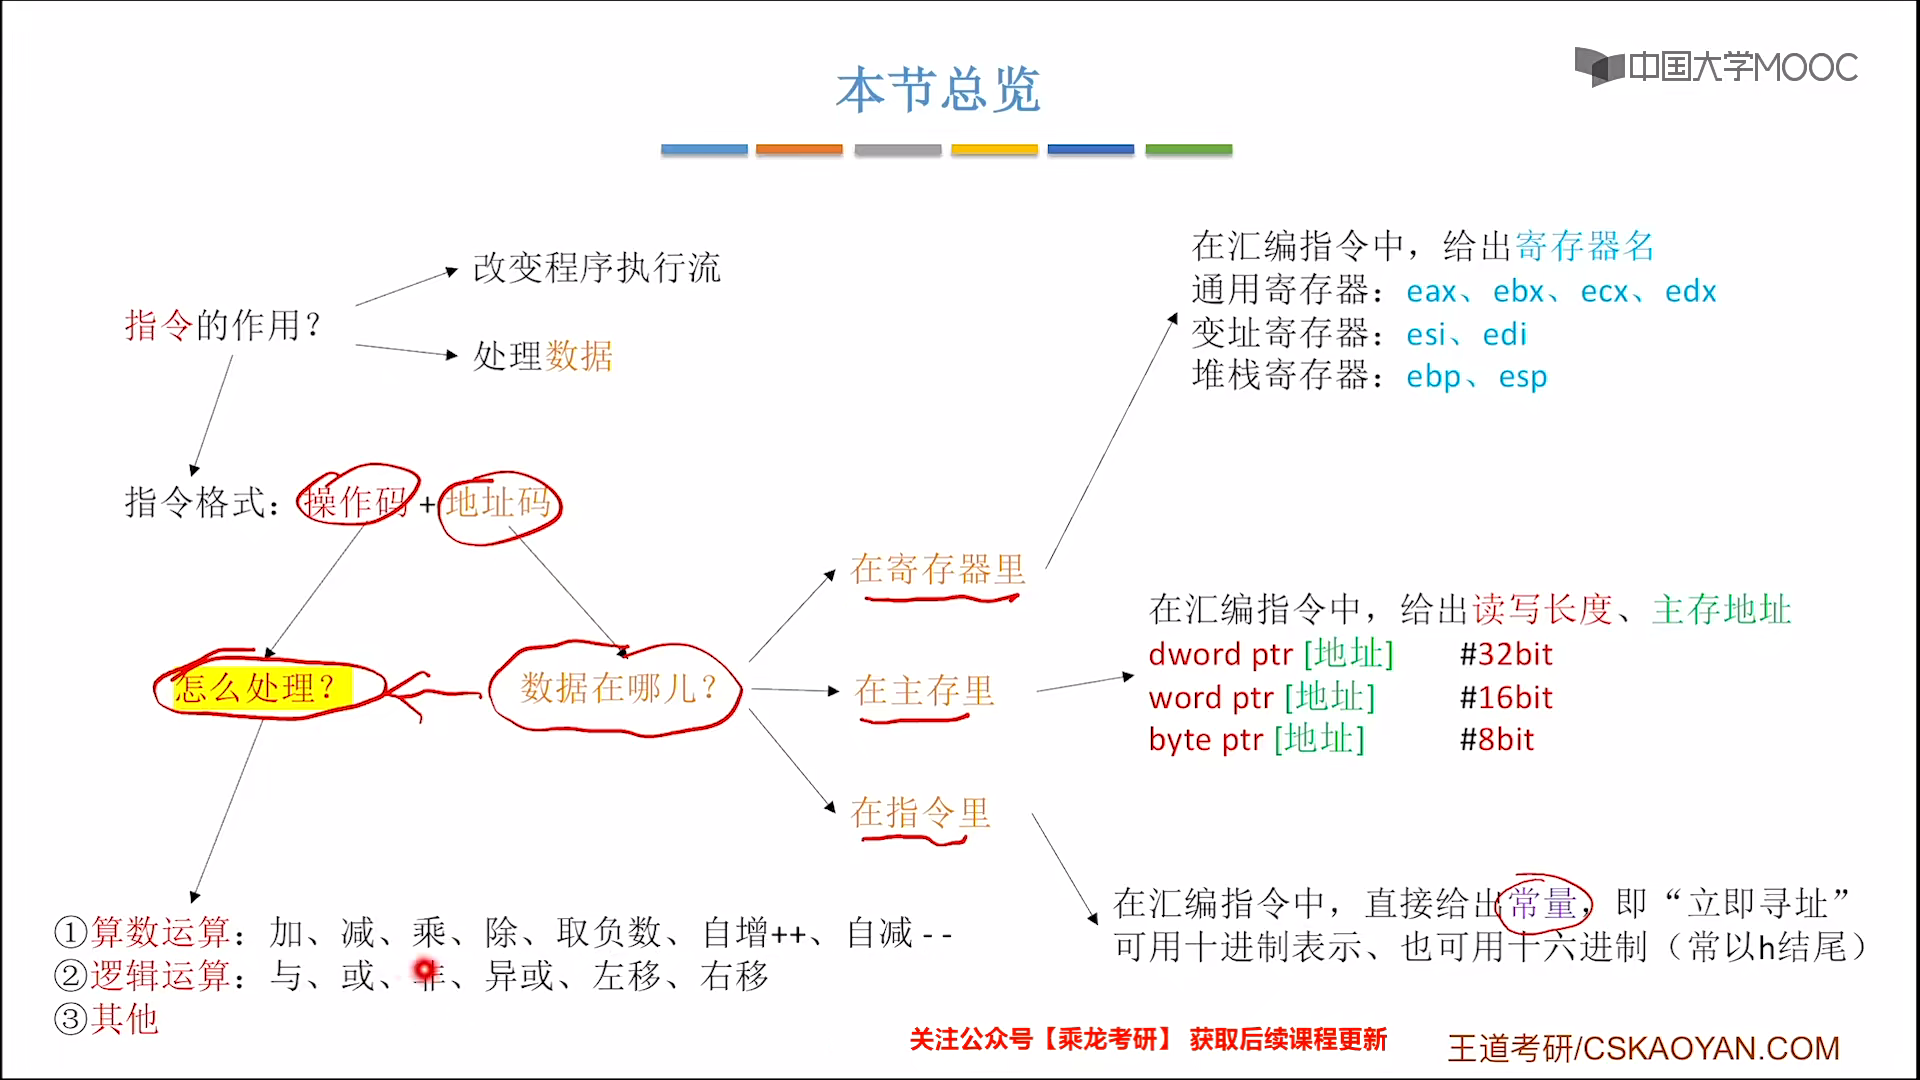 中国大学MOOC
本节总览
指令的作用？
改变程序执行流
处理数据
指令格式：操作码+地址码
怎么处理？
数据在哪儿？
在寄存器里
在主存里
在指令里
在汇编指令中，给出寄存器名
通用寄存器：eax、ebx、ecx、edx
变址寄存器：esi、edi
堆栈寄存器：ebp、esp
在汇编指令中，给出读写长度、主存地址
dword ptr [地址] #32bit
word ptr [地址] #16bit
byte ptr [地址] #8bit
在汇编指令中，直接给出常量，即“立即寻址”
可用十进制表示、也可用十六进制（常以h结尾）
①算数运算：加、减、乘、除、取负数、自增++、自减--
②逻辑运算：与、或、非、异或、左移、右移
③其他
关注公众号【乘龙考研】 获取后续课程更新
王道考研/CSKAOYAN.COM